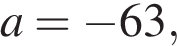 a = −63,